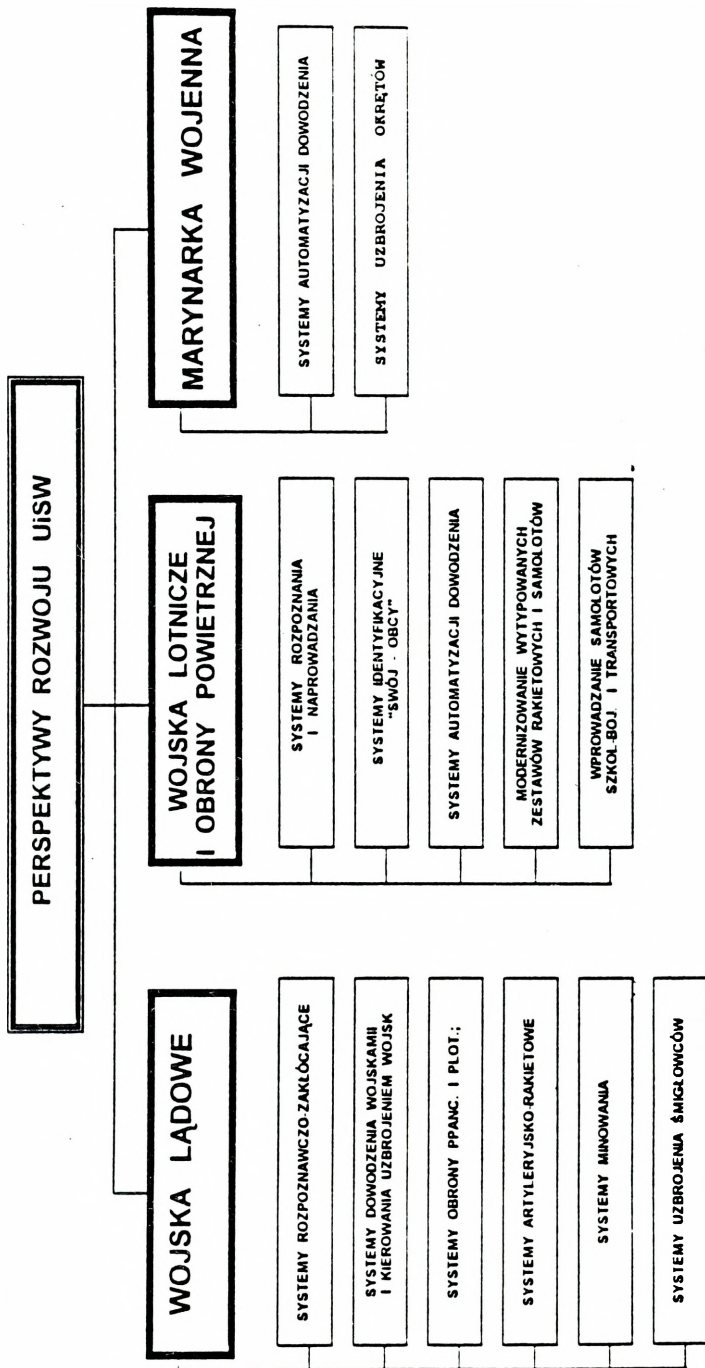 PERSPEKTYWY ROZWOJU UiSW
WOJSKA LĄDOWE
SYSTEMY ROZPOZNAWCZO-ZAKŁÓCAJĄCE
SYSTEMY DOWODZENIA WOJSKAMII
I KIEROWANIA UZBROJENIEM WOJSK
SYSTEMY OBRONY PPANC. I PLOT.;
SYSTEMY ARTYLERYJSKO-RAKIETOWE
SYSTEMY MINOWANIA
SYSTEMY UZBROJENIA ŚMIGŁOWCÓW
WOJSKA LOTNICZE
I OBRONY POWIETRZNEJ
SYSTEMY ROZPOZNANIA
I NAPROWADZANIA
SYSTEMY IDENTYFIKACYJNE
"SWÓJ - OBCY"
SYSTEMY AUTOMATYZACJI DOWODZENIA
MODERNIZOWANIE WYTYPOWANYCH
ZESTAWÓW RAKIETOWYCH I SAMOLOTÓW
WPROWADZANIE SAMOLOTÓW
SZKOL-BOJ. I TRANSPORTOWYCH
MARYNARKA WOJENNA
SYSTEMY AUTOMATYZACJI DOWODZENIA
SYSTEMY UZBROJENIA OKRĘTÓW